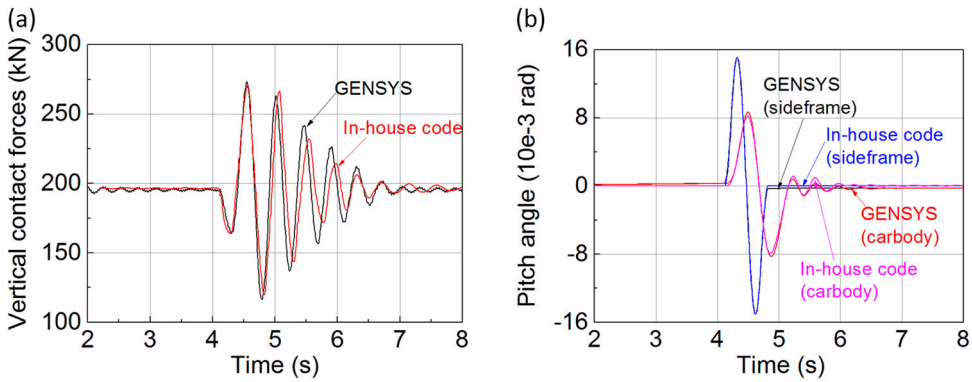 (a)
Vertical contact forces (kN)
300
250
200
150
100
GENSYS
In-house code
2 3 4 5 6 7 8
Time (s)
(b)
Pitch angle (10e-3 rad)
16
8
0
-8
-16
GENSYS
(sideframe)
In-house code
(sideframe)
GENSYS
(carbody)
In-house code
(carbody)
2 3 4 5 6 7 8
Time (s)